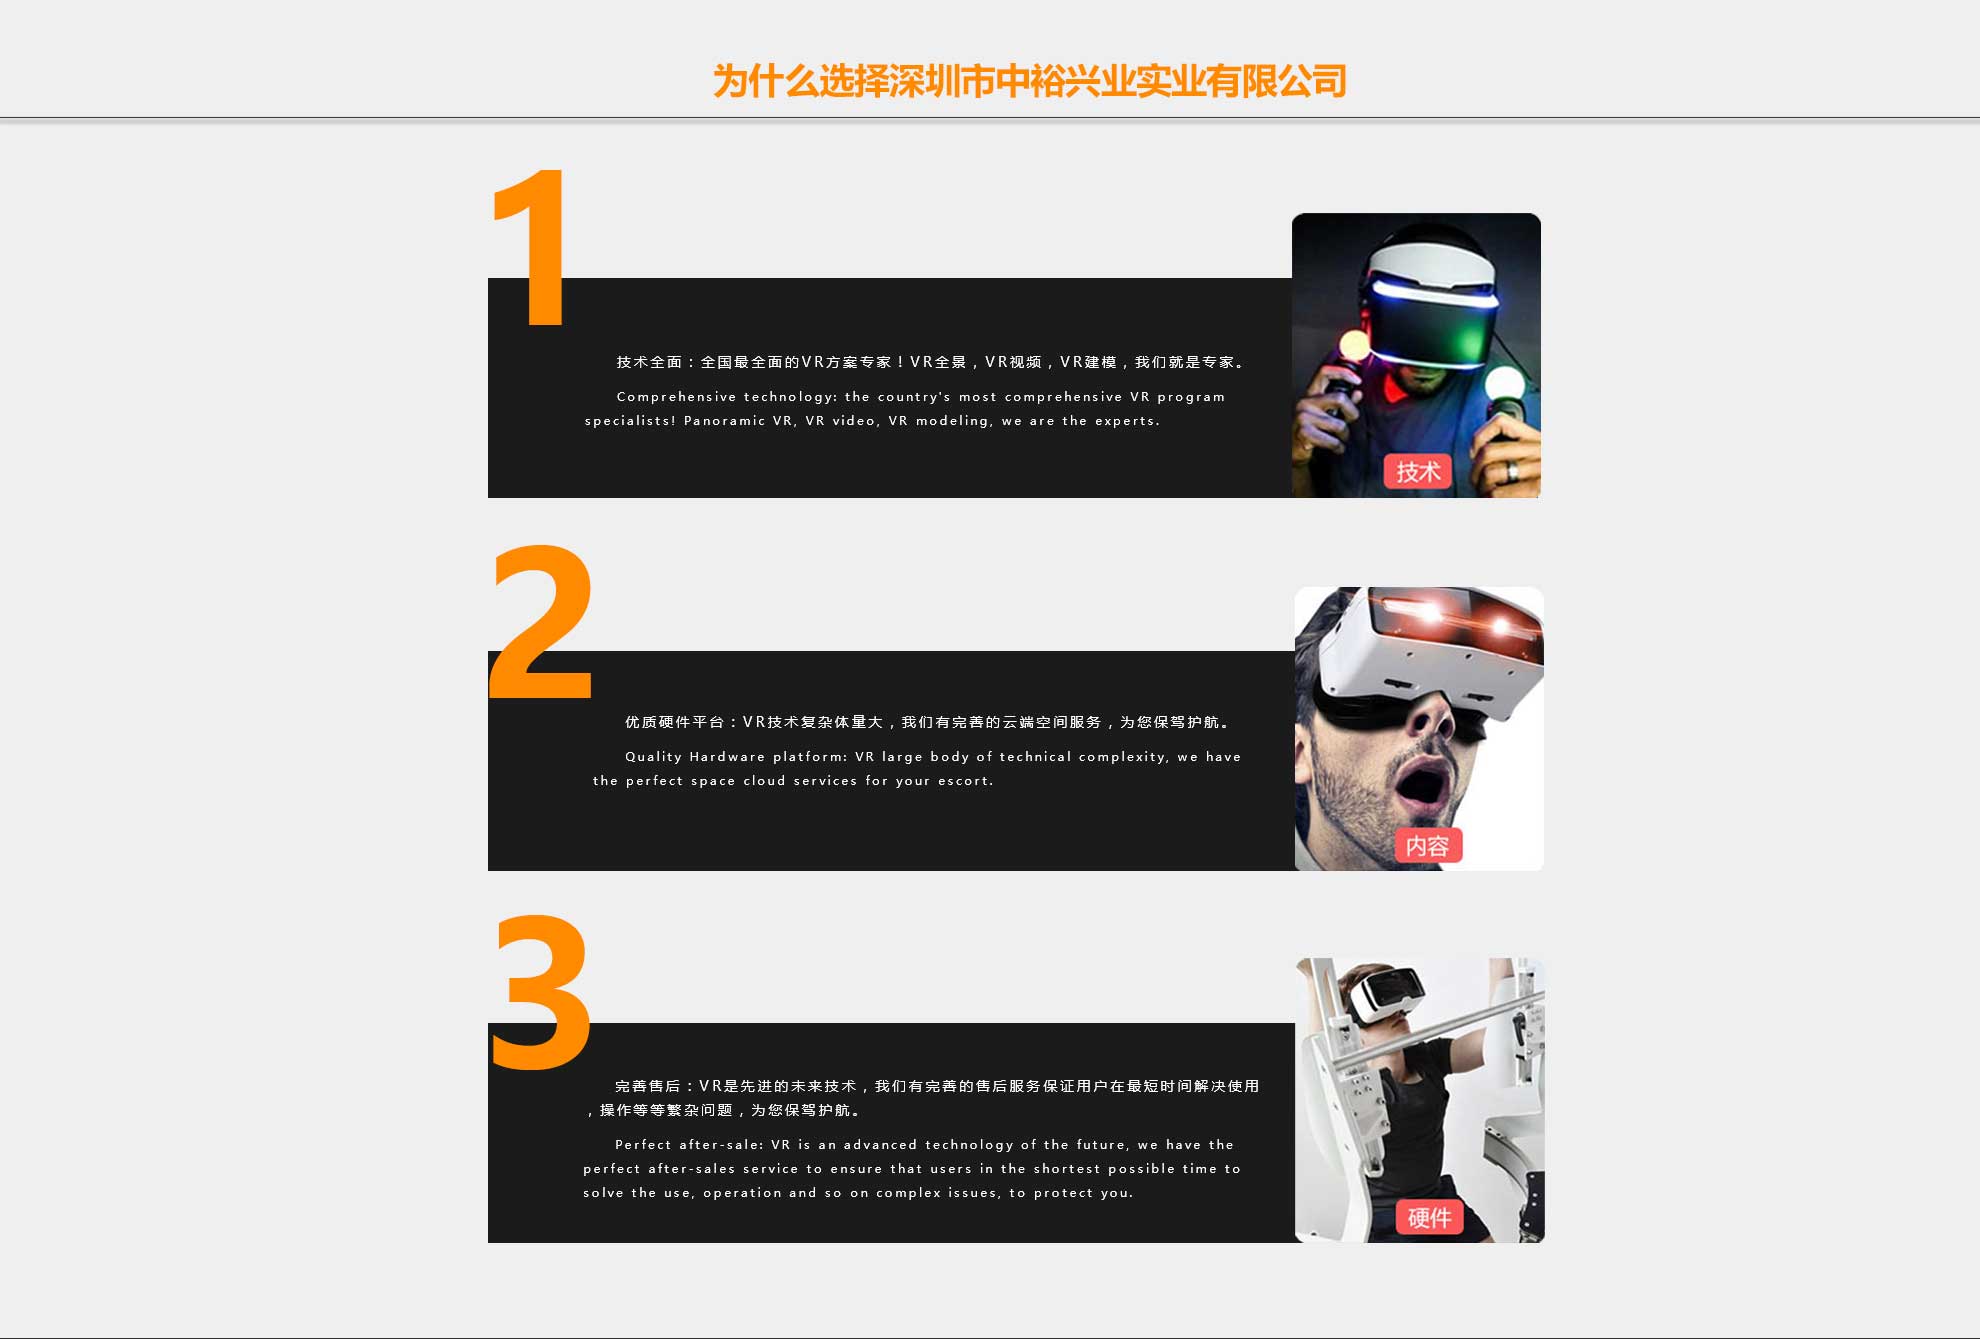 为什么选择深圳市中裕兴业实业有限公司
1
技术全面：全国最全面的VR方案专家！VR全景，VR视频，VR建模，我们就是专家。
Comprehensive technology: the country's most comprehensive VR program
specialists! Panoramic VR, VR video, VR modeling, we are the experts.
技术
2
优质硬件平台：VR技术复杂体量大，我们有完善的云端空间服务，为您保驾护航。
Quality Hardware platform: VR large body of technical complexity, we have
the perfect space cloud services for your escort.
内容
3
完善售后：VR是先进的未来技术，我们有完善的售后服务保证用户在最短时间解决使用
，操作等等繁杂问题，为您保驾护航。
Perfect after-sale: VR is an advanced technology of the future, we have the
perfect after-sales service to ensure that users in the shortest possible time to
solve the use, operation and so on complex issues, to protect you.
硬件